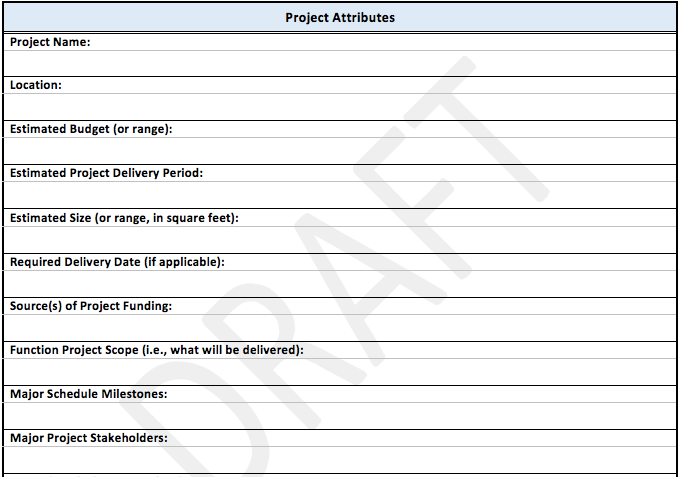 Project Attributes
Project Name:
Location:
Estimated Budget (or range):
Estimated Project Delivery Period:
Estimated Size (or range, in square feet):
Required Delivery Date (if applicable):
Source(s) of Project Funding:
Function Project Scope (i.e., what will be delivered):
Major Schedule Milestones:
Major Project Stakeholders:
DRAFT